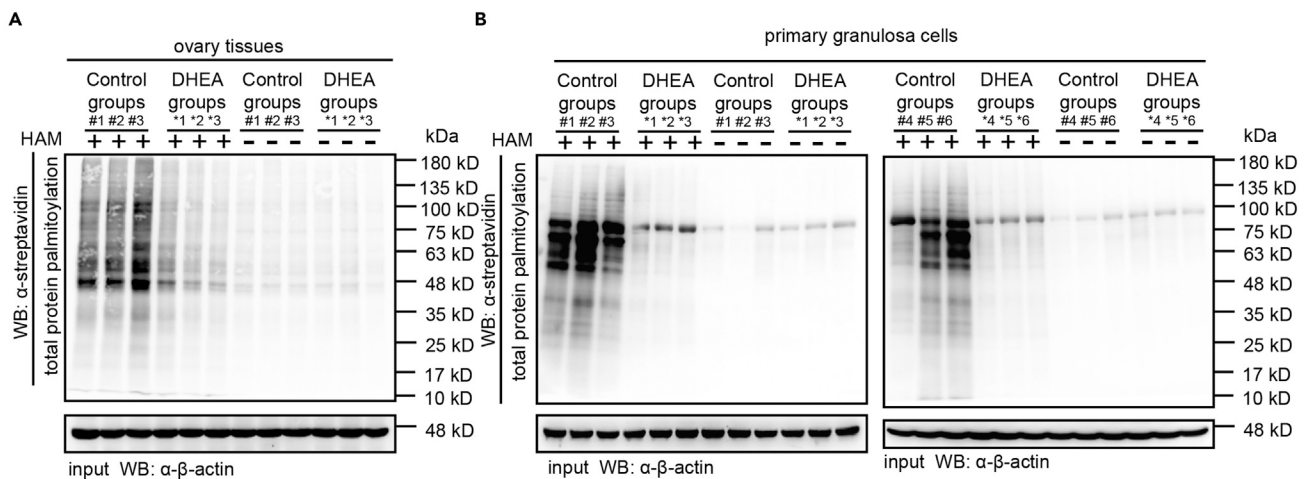 A
B
ovary tissues
primary granulosa cells
Control groups DHEA groups Control groups DHEA groups
#1 #2 #3 *1 *2 *3 #1 #2 #3 *1 *2 *3
HAM + + + + + + - - - - - - kDa
WB: α-streptavidin
total protein palmitoylation
180 kD
135 kD
100 kD
75 kD
63 kD
48 kD
35 kD
25 kD
17 kD
10 kD
48 kD
input WB: α-β-actin
Control groups DHEA groups Control groups DHEA groups
#1 #2 #3 *1 *2 *3 #1 #2 #3 *1 *2 *3
HAM + + + + + + - - - - - -
WB: α-streptavidin
total protein palmitoylation
input WB: α-β-actin
Control groups DHEA groups Control groups DHEA groups
#4 #5 #6 *4 *5 *6 #4 #5 #6 *4 *5 *6
+ + + + + + - - - - - - kDa
180 kD
135 kD
100 kD
75 kD
63 kD
48 kD
35 kD
25 kD
17 kD
10 kD
48 kD
input WB: α-β-actin